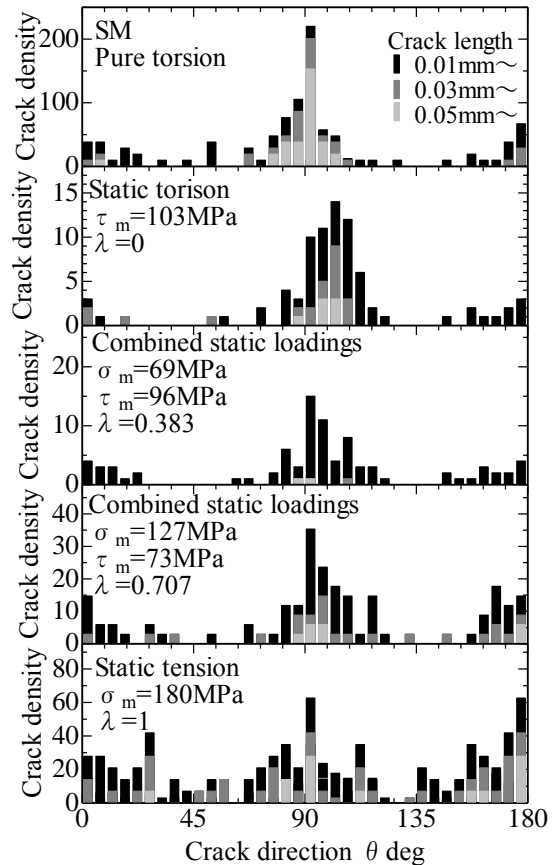 SM
Pure torsion
Crack length
0.01mm～
0.03mm～
0.05mm～
200
100
0
Crack density
Static torison
τ m=103MPa
λ=0
15
10
5
0
Crack density
Combined static loadings
σ m=69MPa
τ m=96MPa
λ=0.383
20
10
0
Crack density
Combined static loadings
σ m=127MPa
τ m=73MPa
λ=0.707
40
30
20
10
0
Crack density
Static tension
σ m=180MPa
λ=1
80
60
40
20
0
Crack density
0 45 90 135 180
Crack direction θ deg